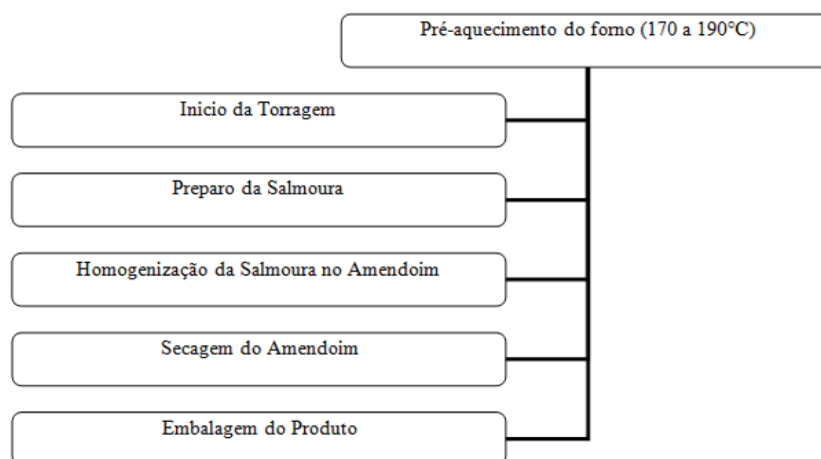 Pré-aquecimento do forno (170 a 190°C)
Inicio da Torragem
Preparo da Salmoura
Homogenização da Salmoura no Amendoim
Secagem do Amendoim
Embalagem do Produto